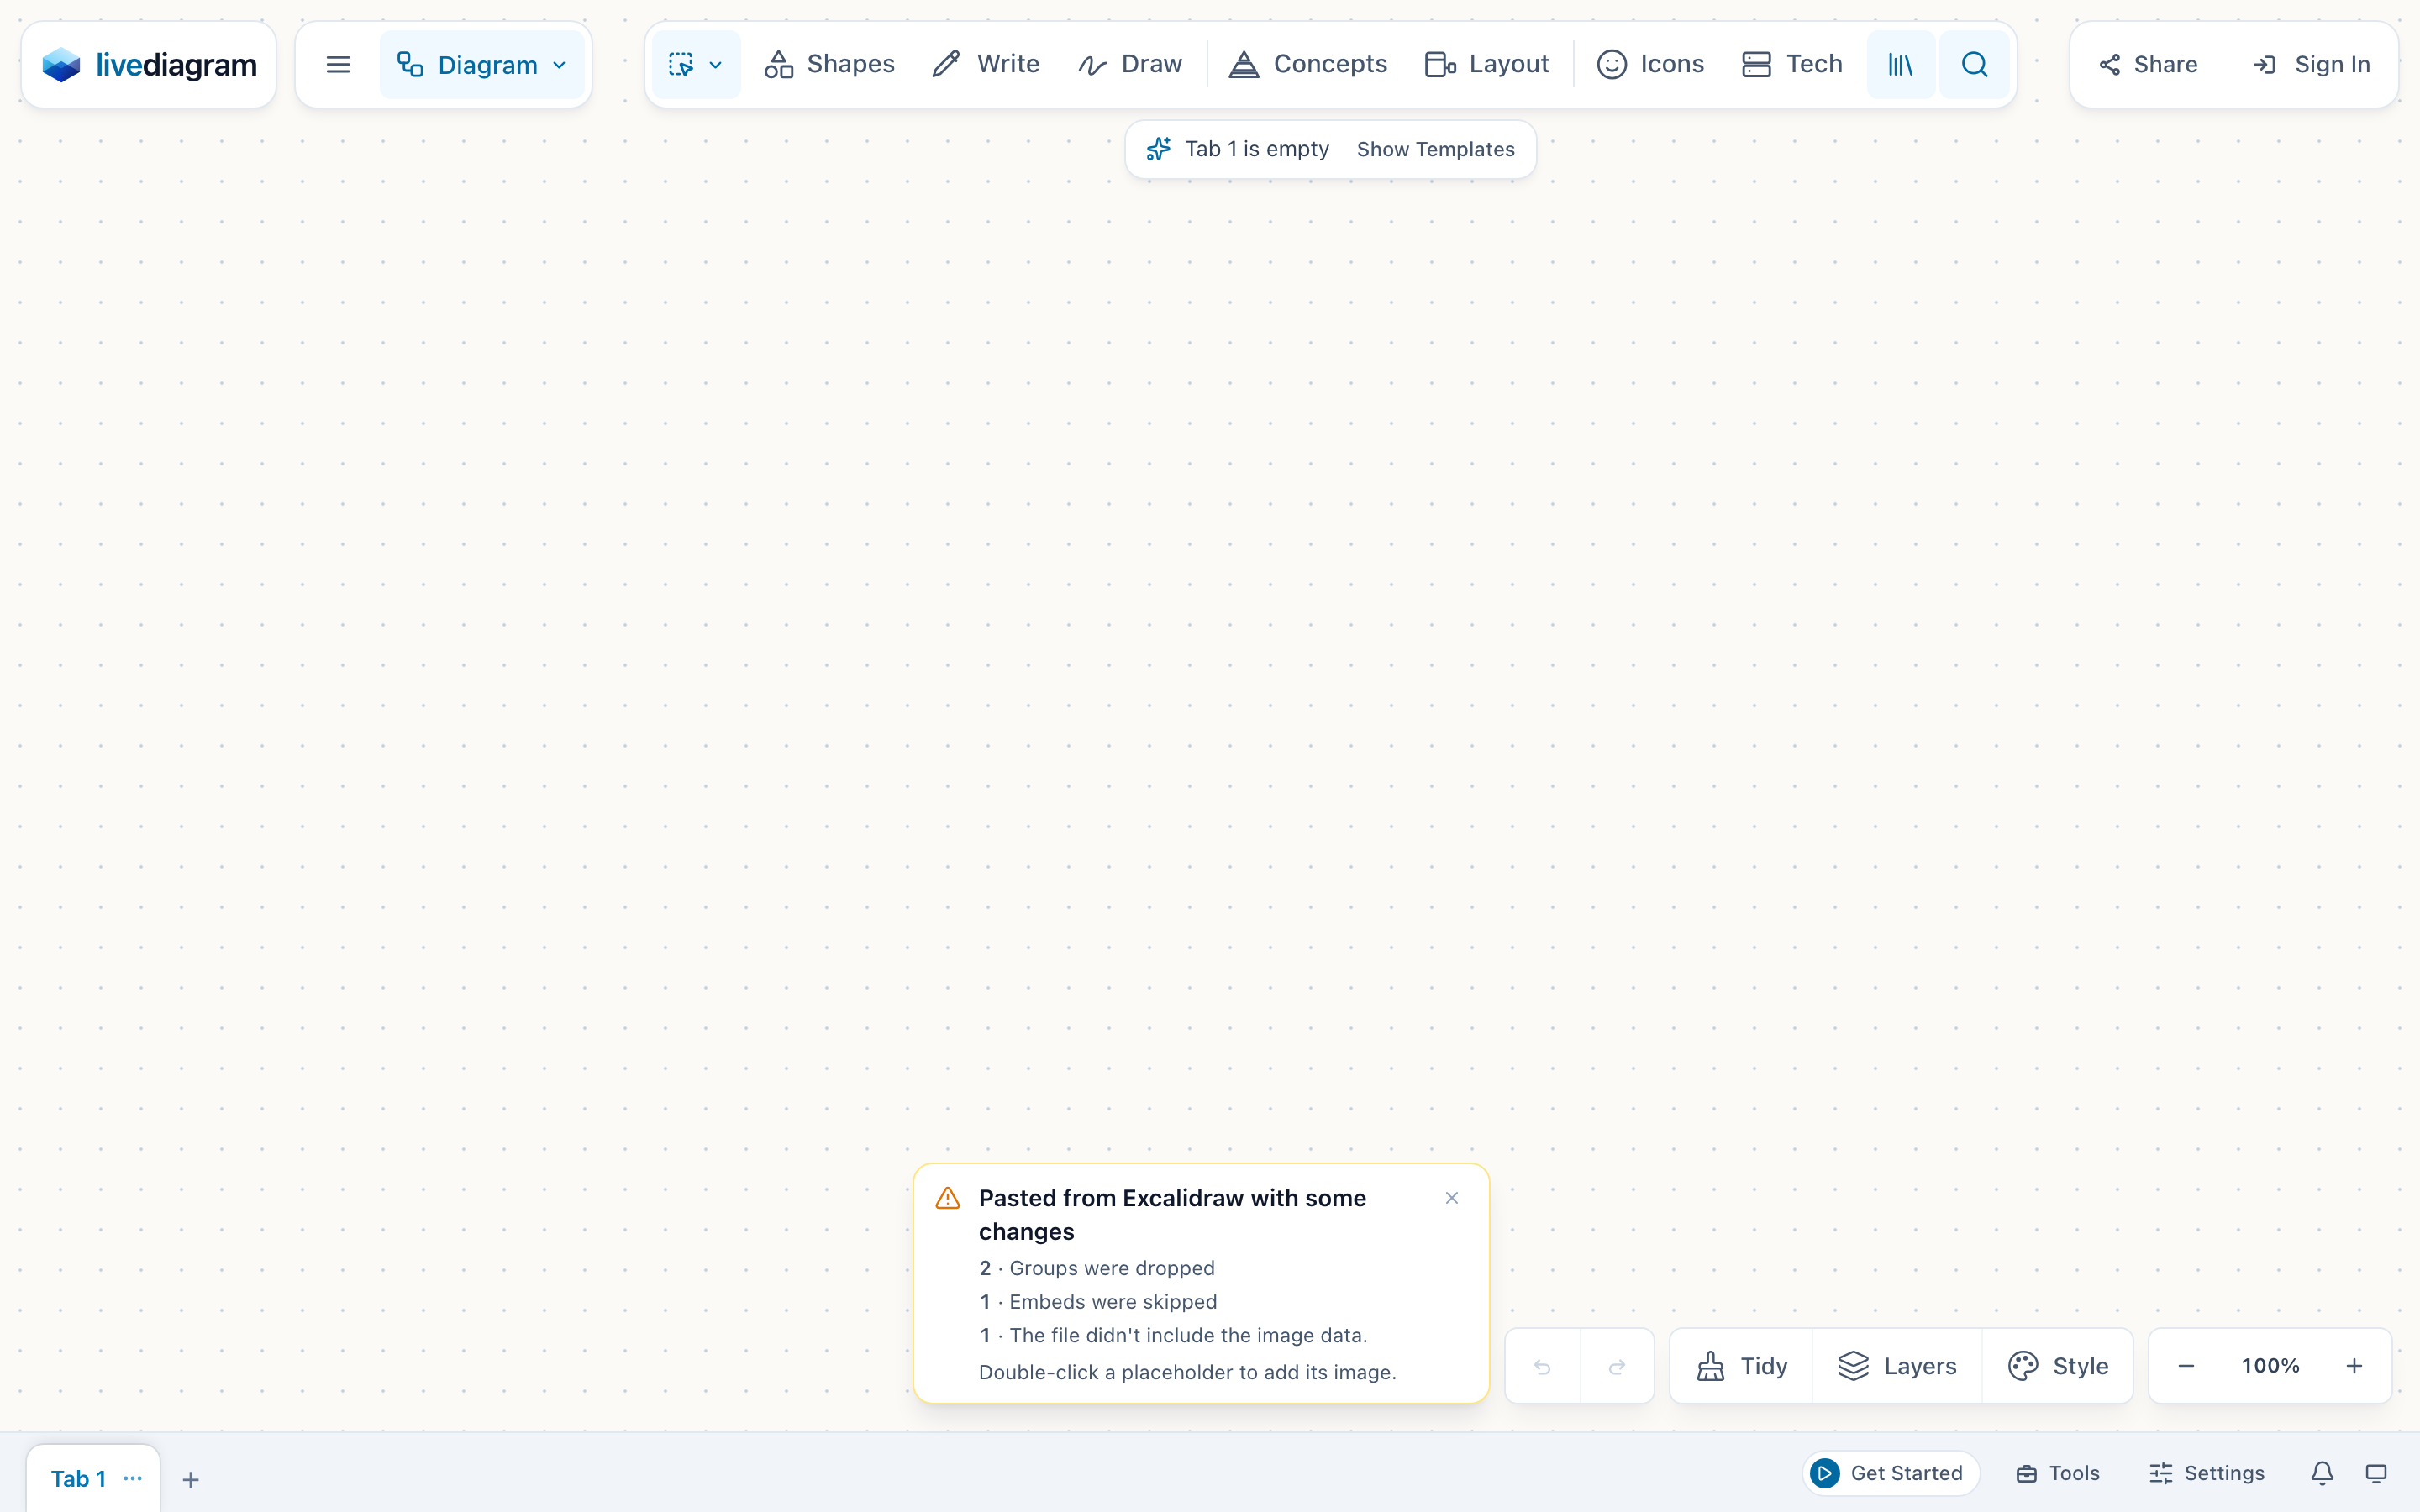 livediagram
Diagram
Shapes
Write
Draw
Concepts
Layout
Icons
Tech
Share
Sign In
Tab 1 is empty
Show Templates
Pasted from Excalidraw with some
changes
2 · Groups were dropped
1 · Embeds were skipped
1 · The file didn't include the image data.
Double-click a placeholder to add its image.
Tidy
Layers
Style
100%
Tab 1
Get Started
Tools
Settings